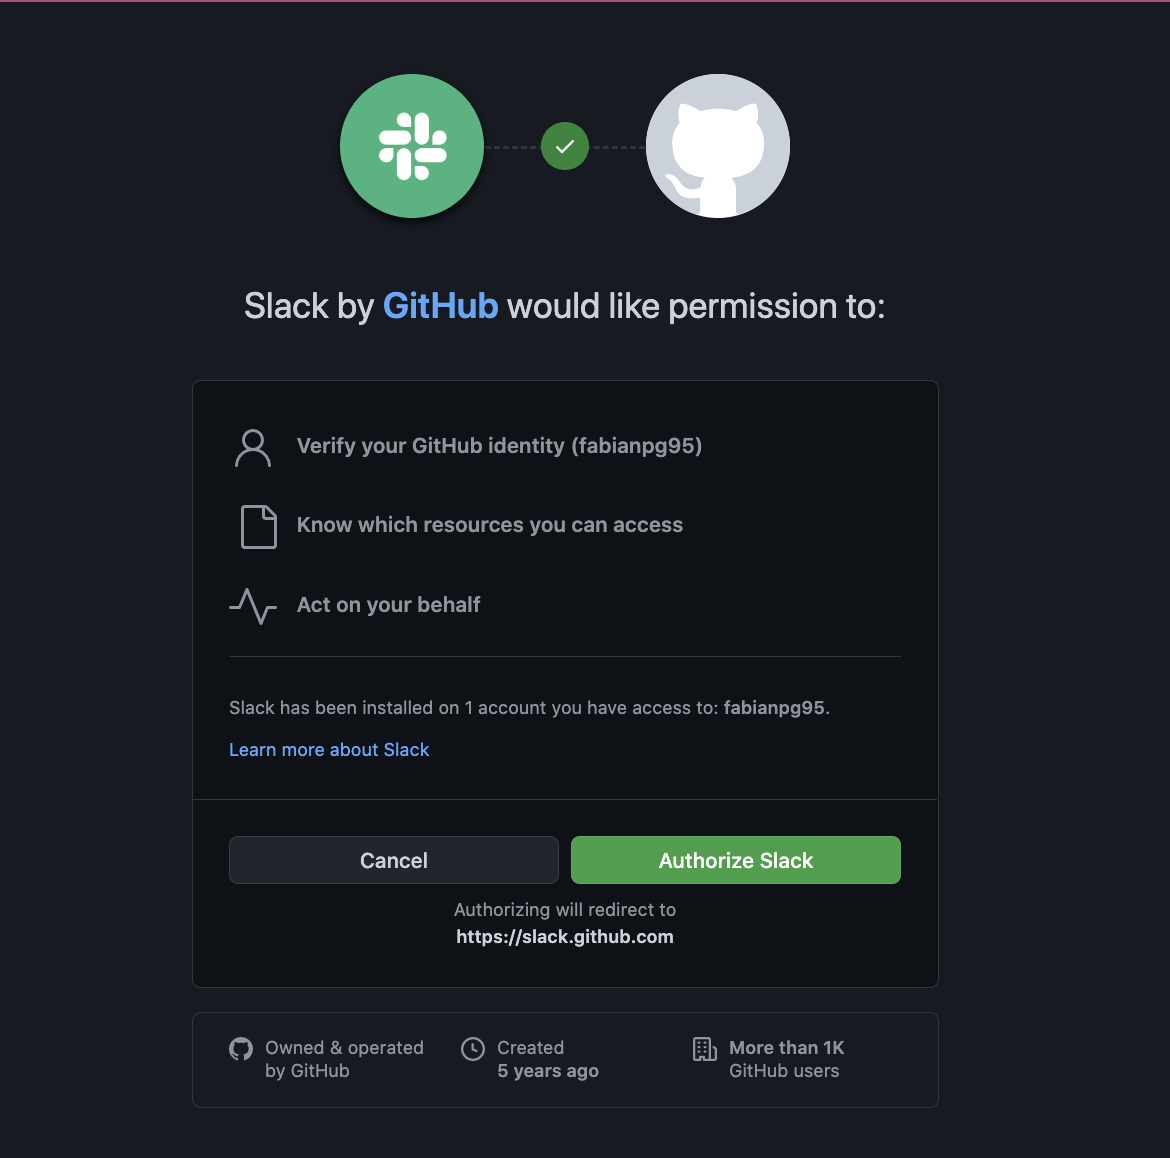 Slack by GitHub would like permission to:
Verify your GitHub identity (fabianpg95)
Know which resources you can access
Act on your behalf
Slack has been installed on 1 account you have access to: fabianpg95.
Learn more about Slack
Cancel
Authorize Slack
Authorizing will redirect to
https://slack.github.com
Owned & operated
by GitHub
Created
5 years ago
More than 1K
GitHub users